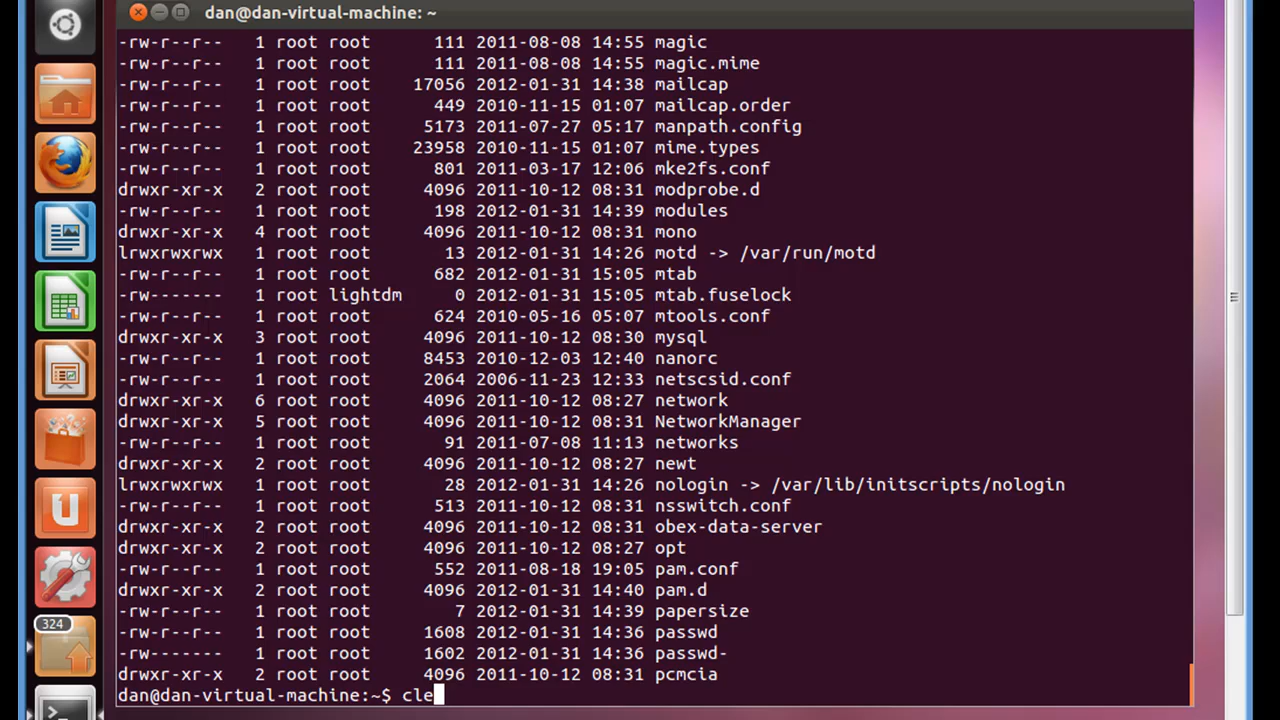 dan@dan-virtual-machine: ~
-rw-r--r-- 1 root root 111 2011-08-08 14:55 magic
-rw-r--r-- 1 root root 111 2011-08-08 14:55 magic.mime
-rw-r--r-- 1 root root 17056 2012-01-31 14:38 mailcap
-rw-r--r-- 1 root root 449 2010-11-15 01:07 mailcap.order
-rw-r--r-- 1 root root 5173 2011-07-27 05:17 manpath.config
-rw-r--r-- 1 root root 23958 2010-11-15 01:07 mime.types
-rw-r--r-- 1 root root 801 2011-03-17 12:06 mke2fs.conf
drwxr-xr-x 2 root root 4096 2011-10-12 08:31 modprobe.d
-rw-r--r-- 1 root root 198 2012-01-31 14:39 modules
drwxr-xr-x 4 root root 4096 2011-10-12 08:31 mono
lrwxrwxrwx 1 root root 13 2012-01-31 14:26 motd -> /var/run/motd
-rw-r--r-- 1 root root 682 2012-01-31 15:05 mtab
-rw------- 1 root lightdm 0 2012-01-31 15:05 mtab.fuselock
-rw-r--r-- 1 root root 624 2010-05-16 05:07 mtools.conf
drwxr-xr-x 3 root root 4096 2011-10-12 08:30 mysql
-rw-r--r-- 1 root root 8453 2010-12-03 12:40 nanorc
-rw-r--r-- 1 root root 2064 2006-11-23 12:33 netscsid.conf
drwxr-xr-x 6 root root 4096 2011-10-12 08:27 network
drwxr-xr-x 5 root root 4096 2011-10-12 08:31 NetworkManager
-rw-r--r-- 1 root root 91 2011-07-08 11:13 networks
drwxr-xr-x 2 root root 4096 2011-10-12 08:27 newt
lrwxrwxrwx 1 root root 28 2012-01-31 14:26 nologin -> /var/lib/initscripts/nologin
-rw-r--r-- 1 root root 513 2011-10-12 08:31 nsswitch.conf
drwxr-xr-x 2 root root 4096 2011-10-12 08:31 obex-data-server
drwxr-xr-x 2 root root 4096 2011-10-12 08:27 opt
-rw-r--r-- 1 root root 552 2011-08-18 19:05 pam.conf
drwxr-xr-x 2 root root 4096 2012-01-31 14:40 pam.d
-rw-r--r-- 1 root root 7 2012-01-31 14:39 papersize
-rw-r--r-- 1 root root 1608 2012-01-31 14:36 passwd
-rw------- 1 root root 1602 2012-01-31 14:36 passwd-
drwxr-xr-x 2 root root 4096 2011-10-12 08:31 pcmcia
dan@dan-virtual-machine:~$ cle
324